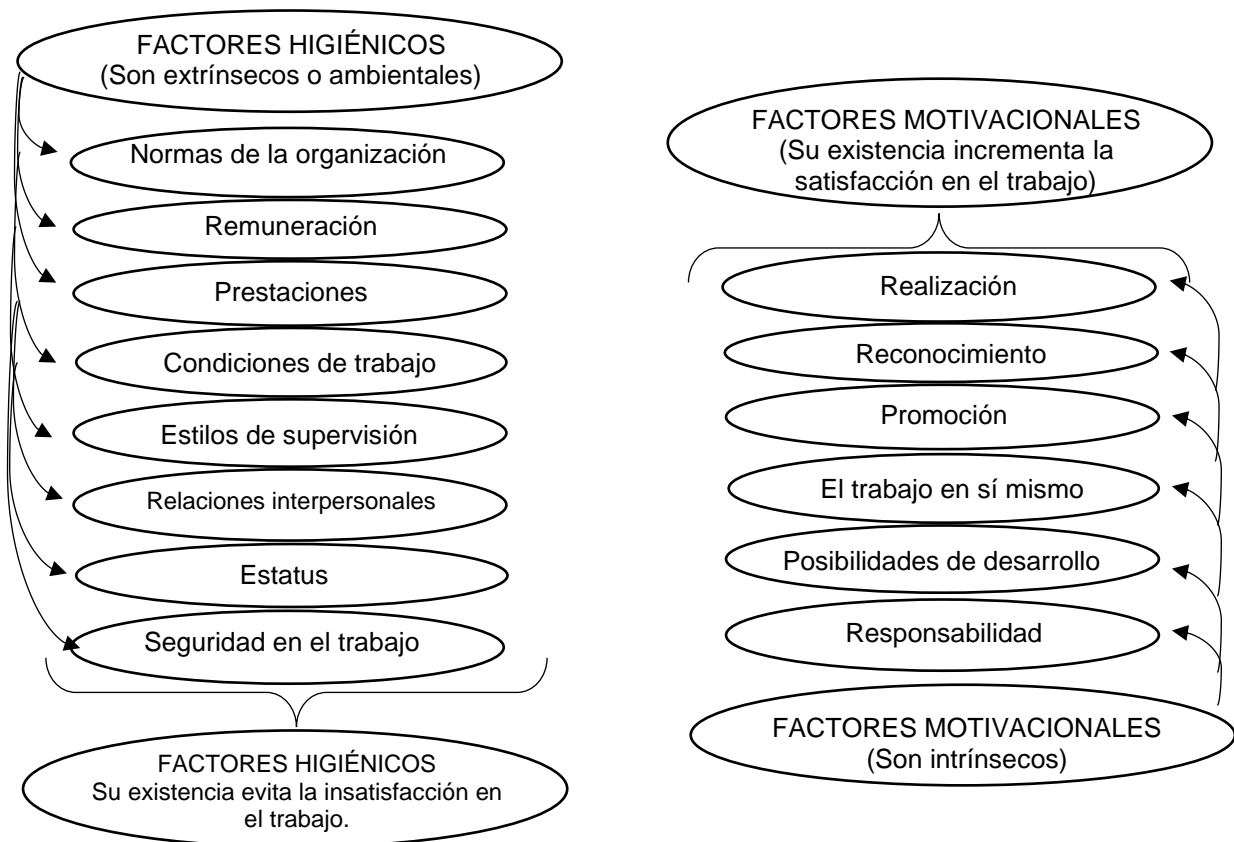 FACTORES HIGIÉNICOS
(Son extrínsecos o ambientales)
Normas de la organización
Remuneración
Prestaciones
Condiciones de trabajo
Estilos de supervisión
Relaciones interpersonales
Estatus
Seguridad en el trabajo
FACTORES HIGIÉNICOS
Su existencia evita la insatisfacción en
el trabajo.
FACTORES MOTIVACIONALES
(Su existencia incrementa la
satisfacción en el trabajo)
Realización
Reconocimiento
Promoción
El trabajo en sí mismo
Posibilidades de desarrollo
Responsabilidad
FACTORES MOTIVACIONALES
(Son intrínsecos)